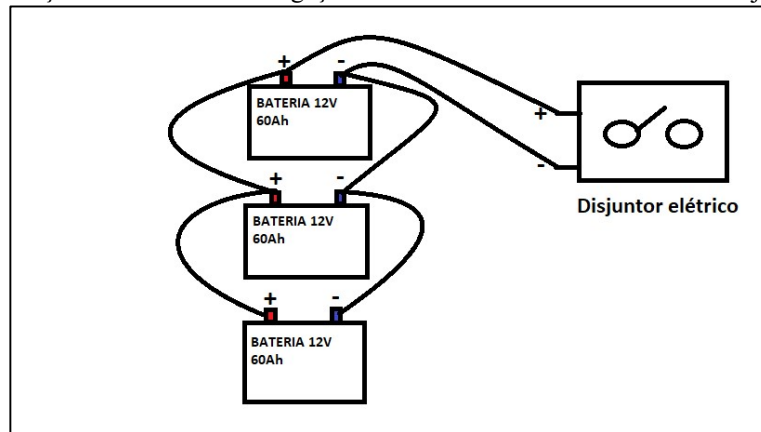 + -
BATERIA 12V
60Ah
+
-
Disjuntor elétrico
+ -
BATERIA 12V
60Ah
+ -
BATERIA 12V
60Ah